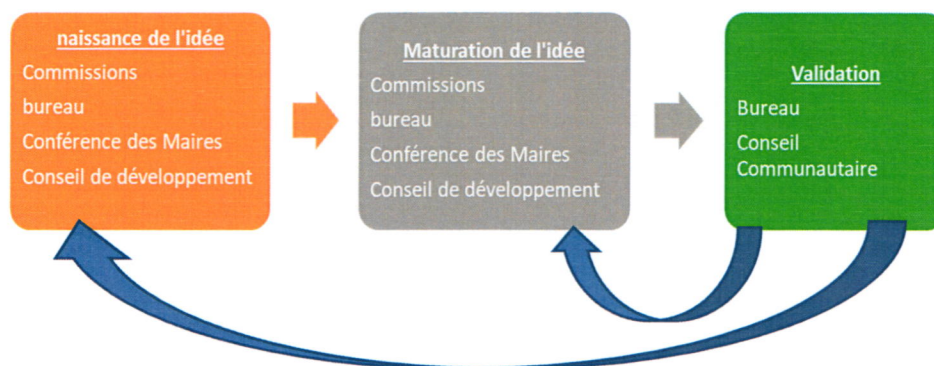 naissance de l'idée
Commissions
bureau
Conférence des Maires
Conseil de développement
Maturation de l'idée
Commissions
bureau
Conférence des Maires
Conseil de développement
Validation
Bureau
Conseil
Communautaire